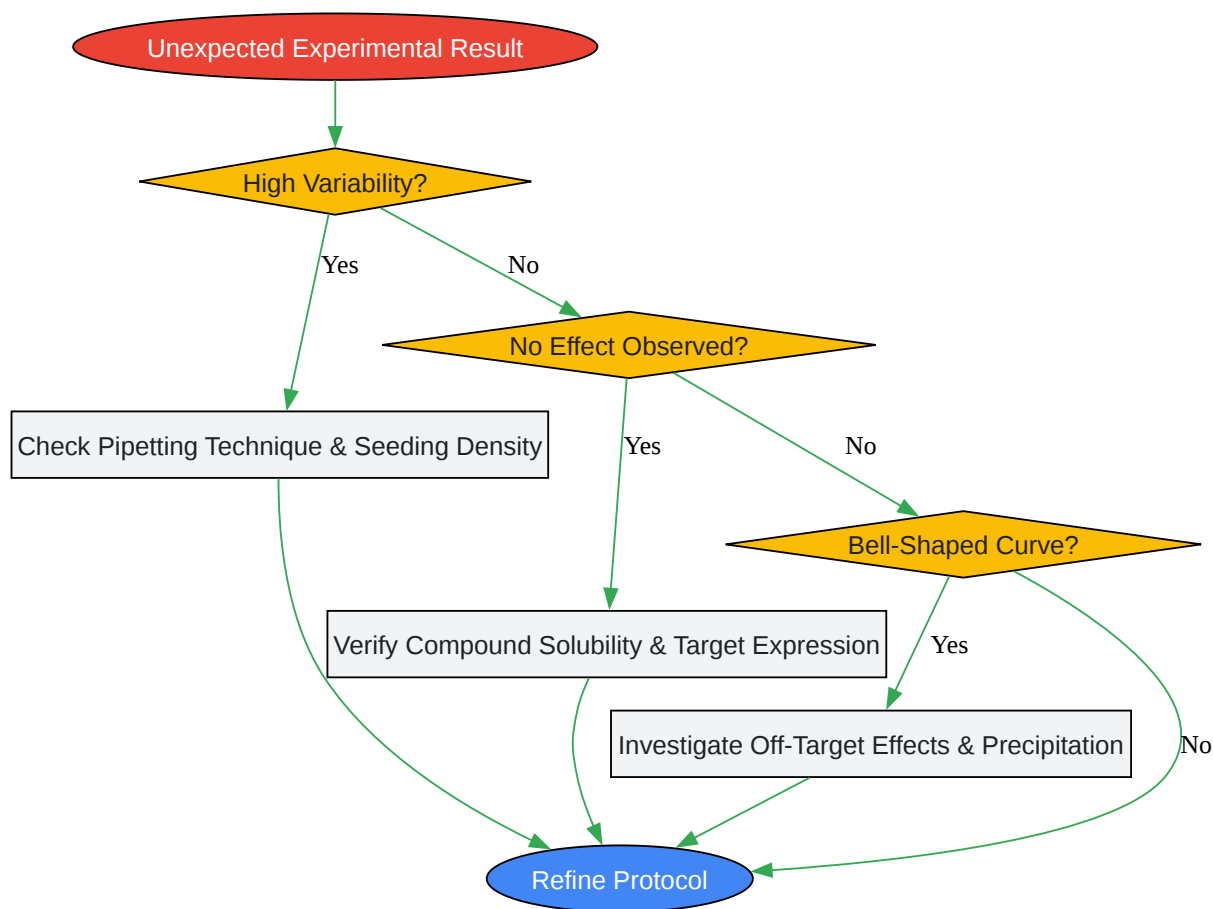 Unexpected Experimental Result
High Variability?
Yes
No
No Effect Observed?
Check Pipetting Technique & Seeding Density
Yes
No
Bell-Shaped Curve?
Verify Compound Solubility & Target Expression
Yes
Investigate Off-Target Effects & Precipitation
No
Refine Protocol